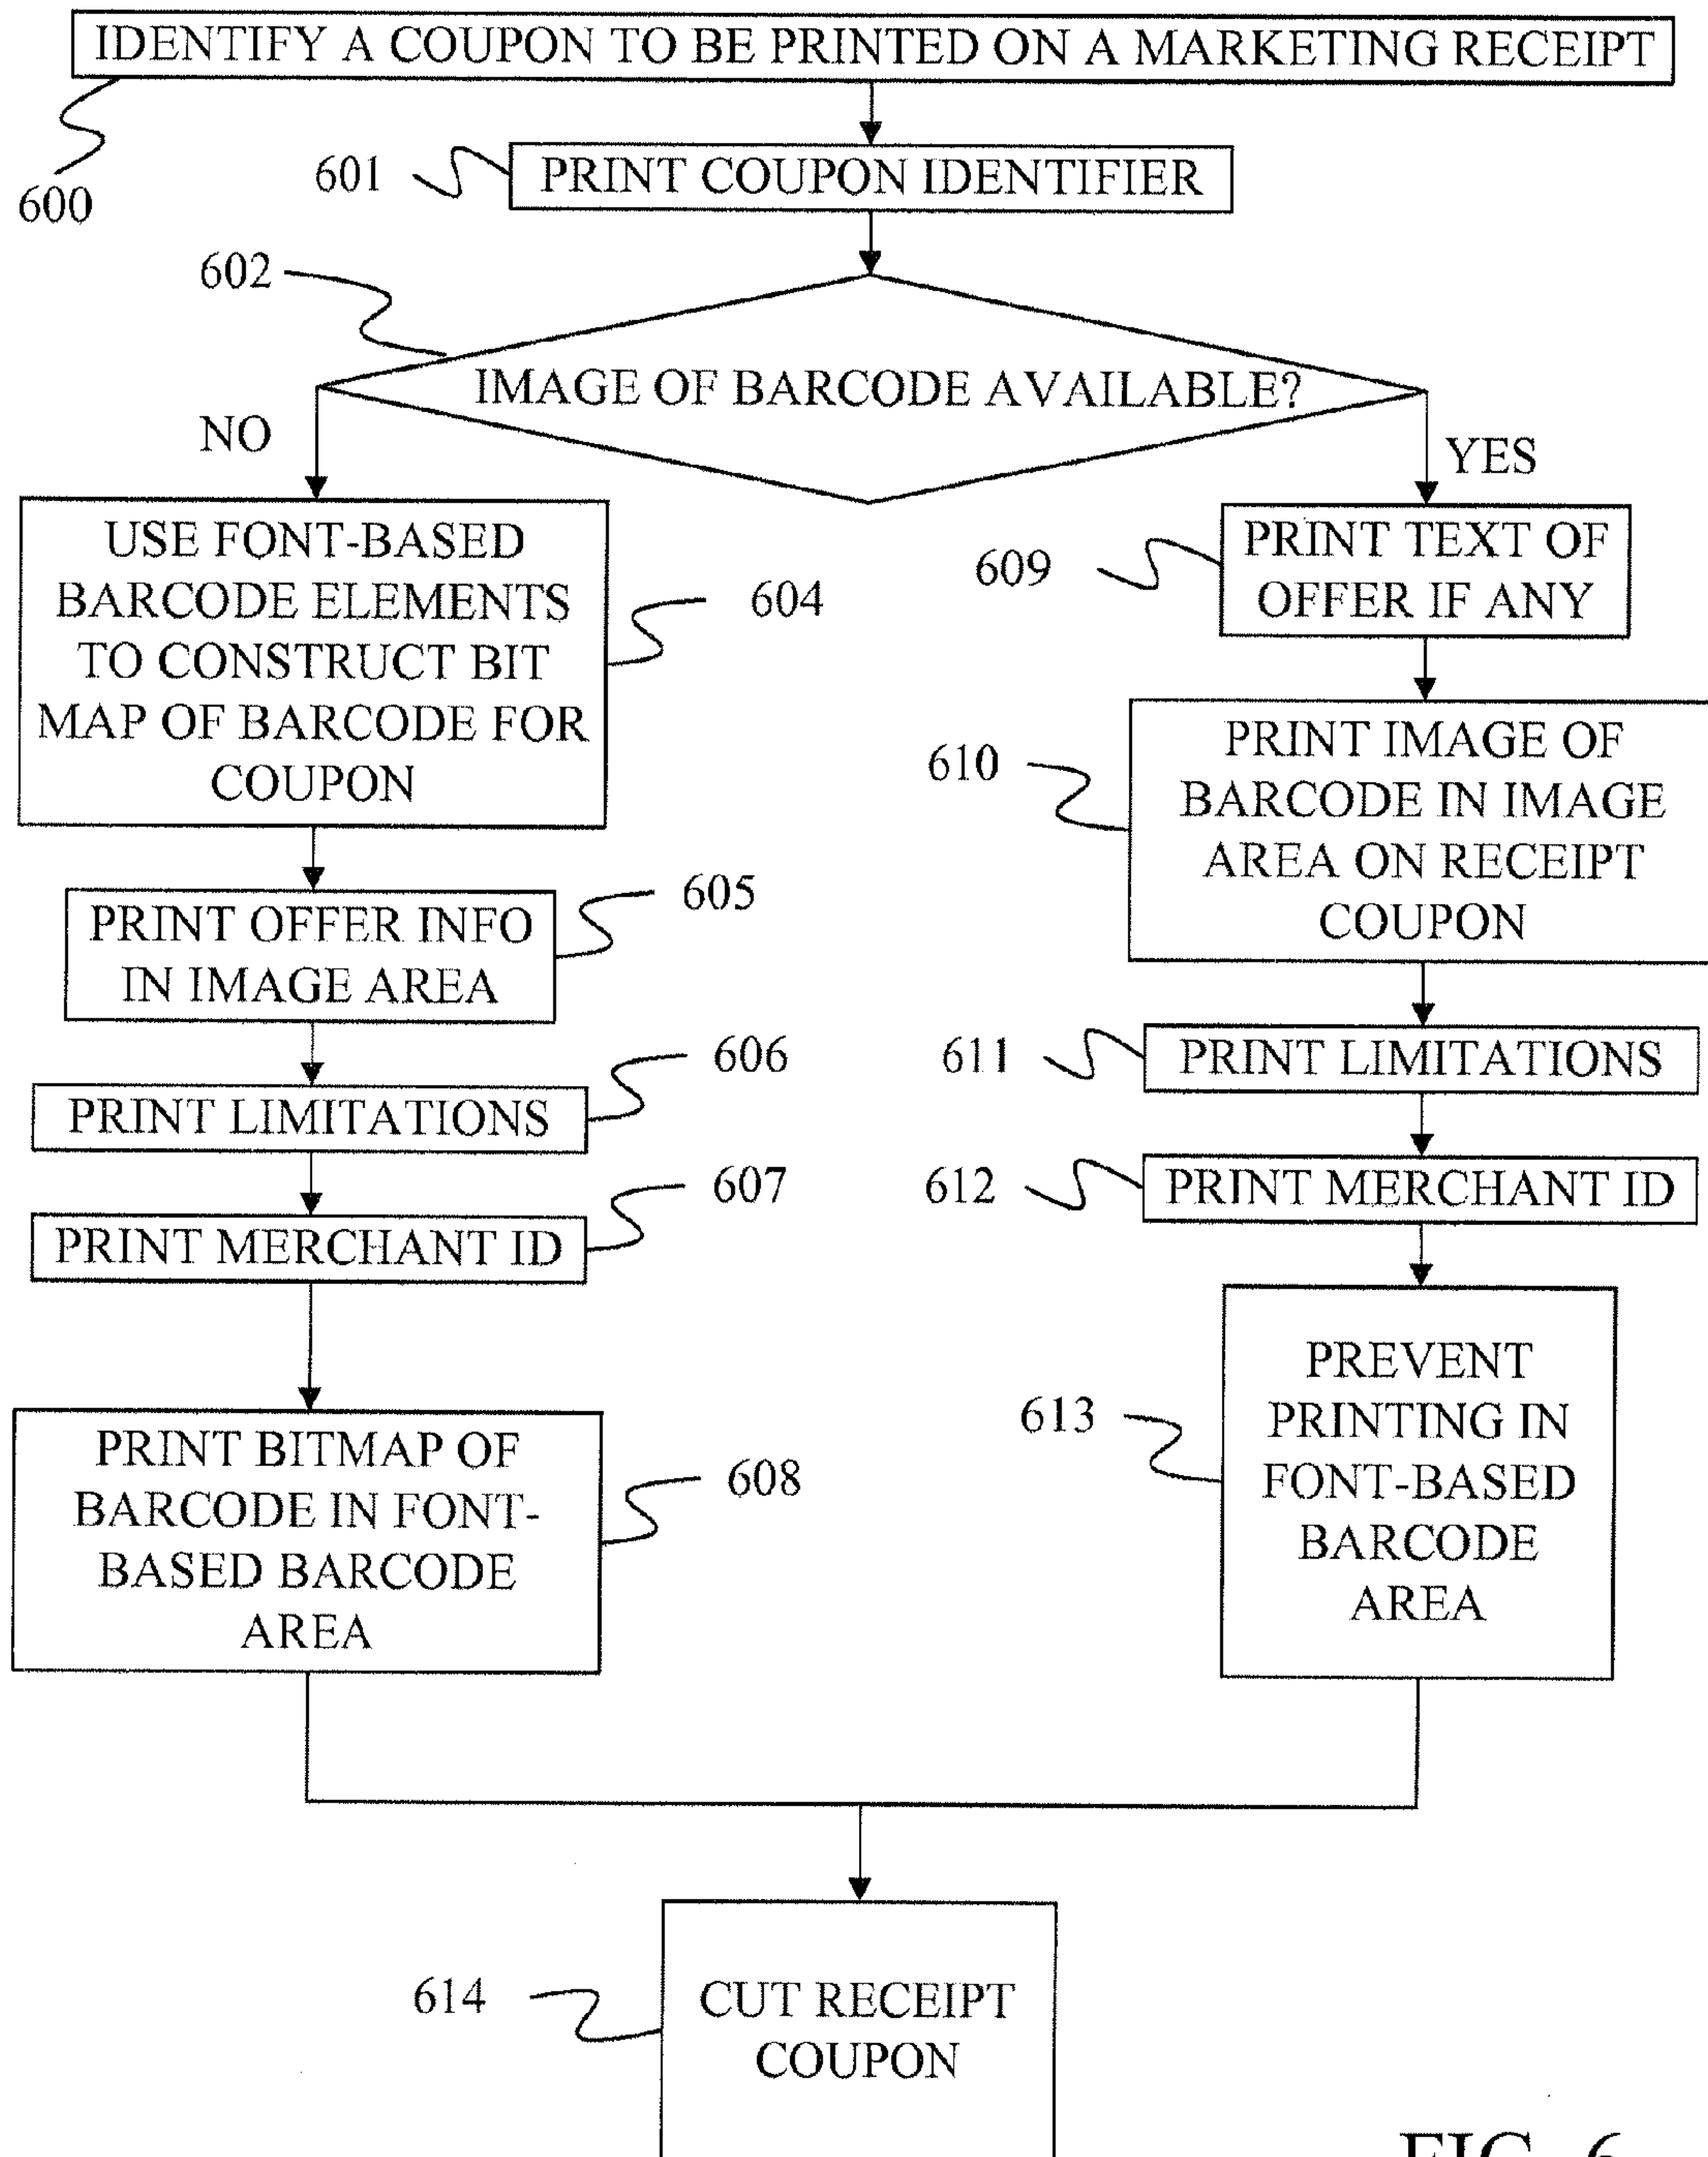 IDENTIFY A COUPON TO BE PRINTED ON A MARKETING RECEIPT
600
601
PRINT COUPON IDENTIFIER
602
IMAGE OF BARCODE AVAILABLE?
NO
YES
USE FONT-BASED
BARCODE ELEMENTS
TO CONSTRUCT BIT
MAP OF BARCODE FOR
COUPON
604
PRINT OFFER INFO
IN IMAGE AREA
605
PRINT LIMITATIONS
606
PRINT MERCHANT ID
607
PRINT BITMAP OF
BARCODE IN FONT-
BASED BARCODE
AREA
608
609
PRINT TEXT OF
OFFER IF ANY
610
PRINT IMAGE OF
BARCODE IN IMAGE
AREA ON RECEIPT
COUPON
611
PRINT LIMITATIONS
612
PRINT MERCHANT ID
613
PREVENT
PRINTING IN
FONT-BASED
BARCODE
AREA
614
CUT RECEIPT
COUPON
FIG. 6